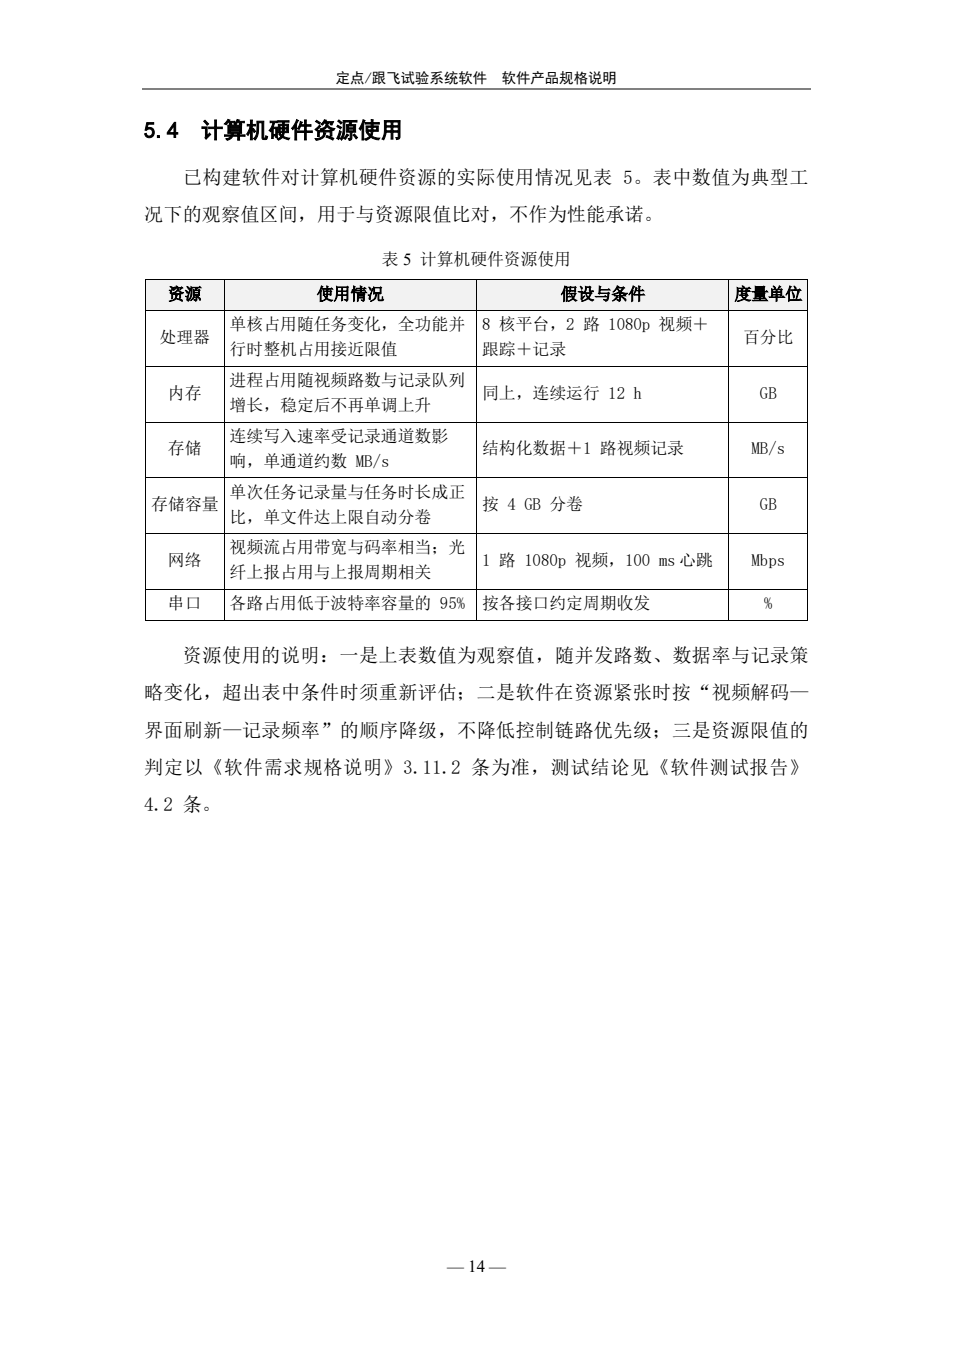 定点/跟飞试验系统软件　软件产品规格说明
5.4　计算机硬件资源使用
已构建软件对计算机硬件资源的实际使用情况见表 5。表中数值为典型工
况下的观察值区间，用于与资源限值比对，不作为性能承诺。
表 5 计算机硬件资源使用
资源 使用情况 假设与条件 度量单位
处理器 单核占用随任务变化，全功能并 8 核平台，2 路 1080p 视频＋ 百分比
行时整机占用接近限值 跟踪＋记录
内存 进程占用随视频路数与记录队列 同上，连续运行 12 h GB
增长，稳定后不再单调上升
存储 连续写入速率受记录通道数影 结构化数据＋1 路视频记录 MB/s
响，单通道约数 MB/s
存储容量 单次任务记录量与任务时长成正 按 4 GB 分卷 GB
比，单文件达上限自动分卷
网络 视频流占用带宽与码率相当；光 1 路 1080p 视频，100 ms 心跳 Mbps
纤上报占用与上报周期相关
串口 各路占用低于波特率容量的 95% 按各接口约定周期收发 %
资源使用的说明：一是上表数值为观察值，随并发路数、数据率与记录策
略变化，超出表中条件时须重新评估；二是软件在资源紧张时按“视频解码—
界面刷新—记录频率”的顺序降级，不降低控制链路优先级；三是资源限值的
判定以《软件需求规格说明》3.11.2 条为准，测试结论见《软件测试报告》
4.2 条。
— 14 —